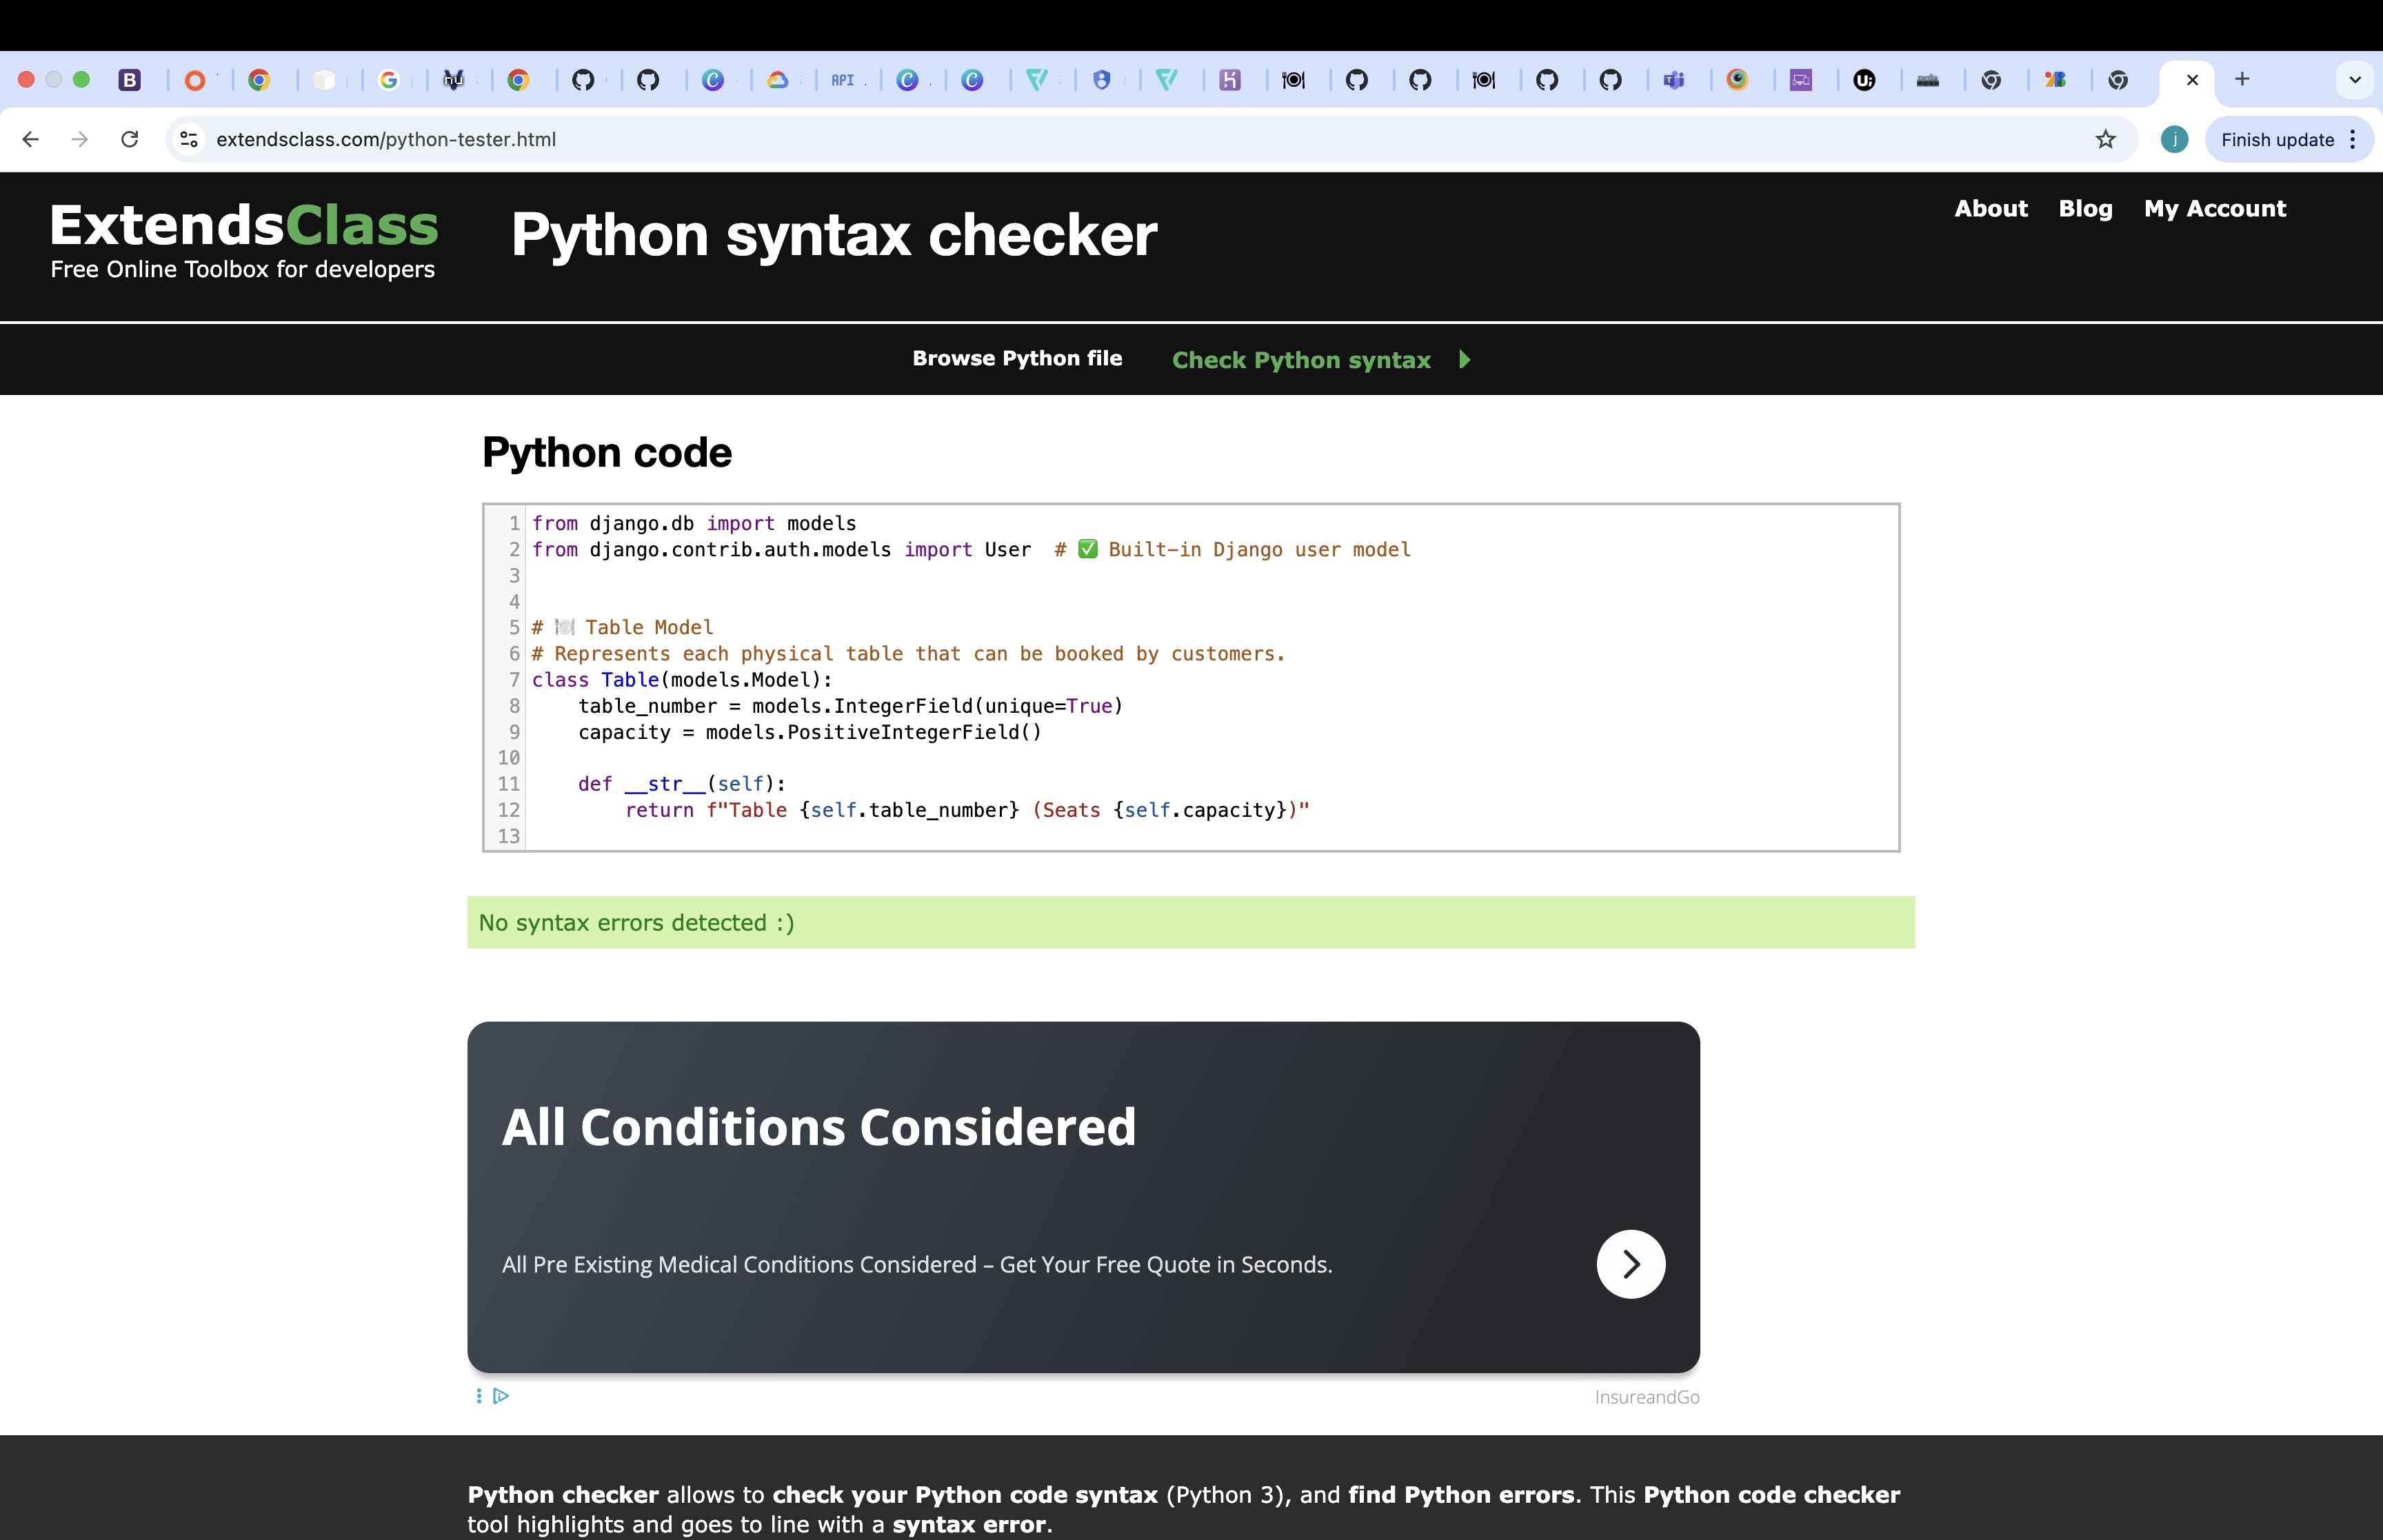 B
API
extendsclass.com/python-tester.html
j
Finish update
ExtendsClass
Free Online Toolbox for developers
Python syntax checker
About Blog My Account
Browse Python file
Check Python syntax
Python code
1 from django.db import models
2 from django.contrib.auth.models import User  # ✅ Built-in Django user model
3
4
5 # 🍽️ Table Model
6 # Represents each physical table that can be booked by customers.
7 class Table(models.Model):
8     table_number = models.IntegerField(unique=True)
9     capacity = models.PositiveIntegerField()
10
11     def __str__(self):
12         return f"Table {self.table_number} (Seats {self.capacity})"
13
No syntax errors detected :)
All Conditions Considered
All Pre Existing Medical Conditions Considered – Get Your Free Quote in Seconds.
InsureandGo
Python checker allows to check your Python code syntax (Python 3), and find Python errors. This Python code checker
tool highlights and goes to line with a syntax error.